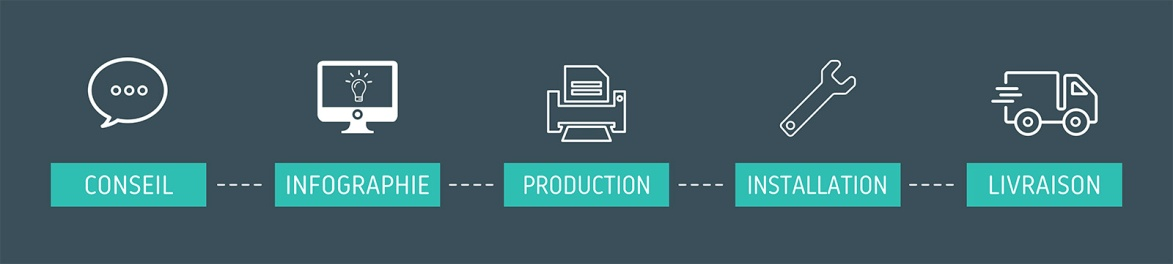 CONSEIL
INFOGRAPHIE
PRODUCTION
INSTALLATION
LIVRAISON